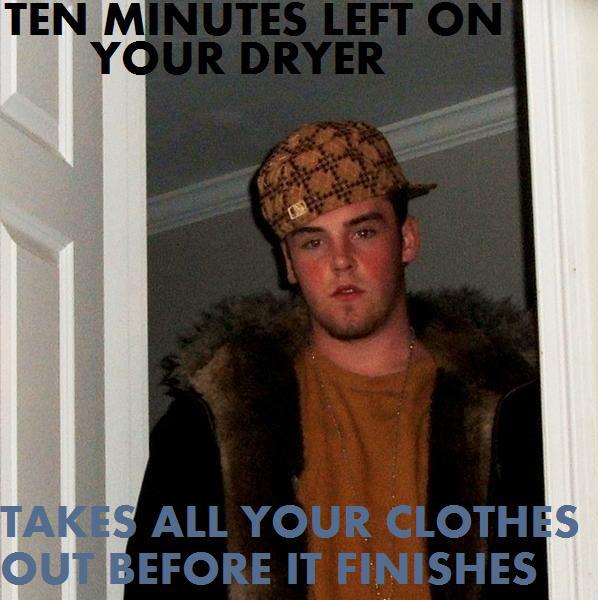 TEN MINUTES LEFT ON
YOUR DRYER
TAKES ALL YOUR CLOTHES
OUT BEFORE IT FINISHES